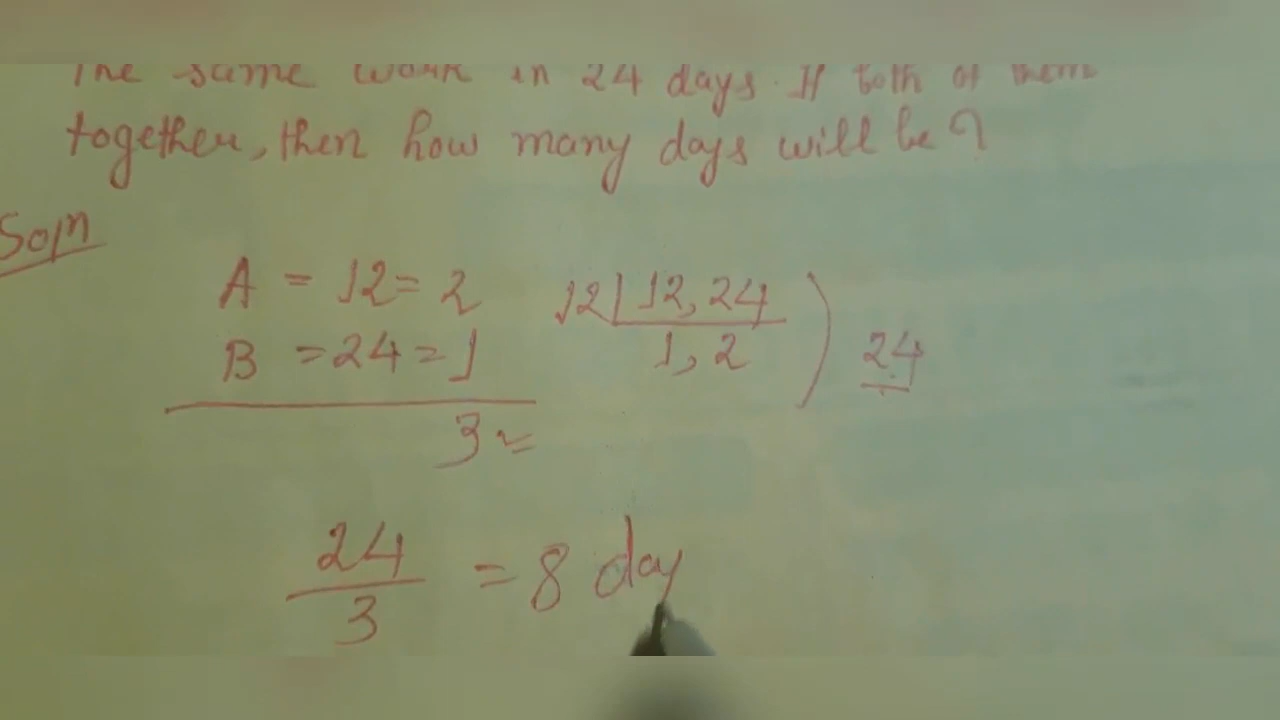 The same work in 24 days. If both of them
together, then how many days will be?
Soln
A = 12 = 2
B = 24 = 1
3
12 | 12, 24
1, 2
) 24
24
3
= 8 day